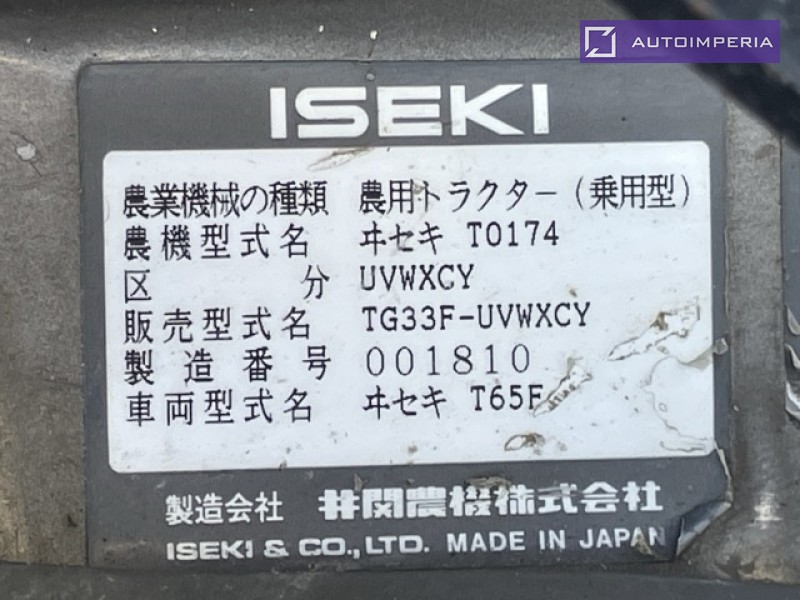 AUTOIMPERIA
ISEKI
農業機械の種類 農用トラクター(乗用型)
農機型式名 ヰセキ T0174
区分 UVWXCY
販売型式名 TG33F-UVWXCY
製造番号 001810
車両型式名 ヰセキ T65F
製造会社 井関農機株式会社
ISEKI & CO., LTD. MADE IN JAPAN